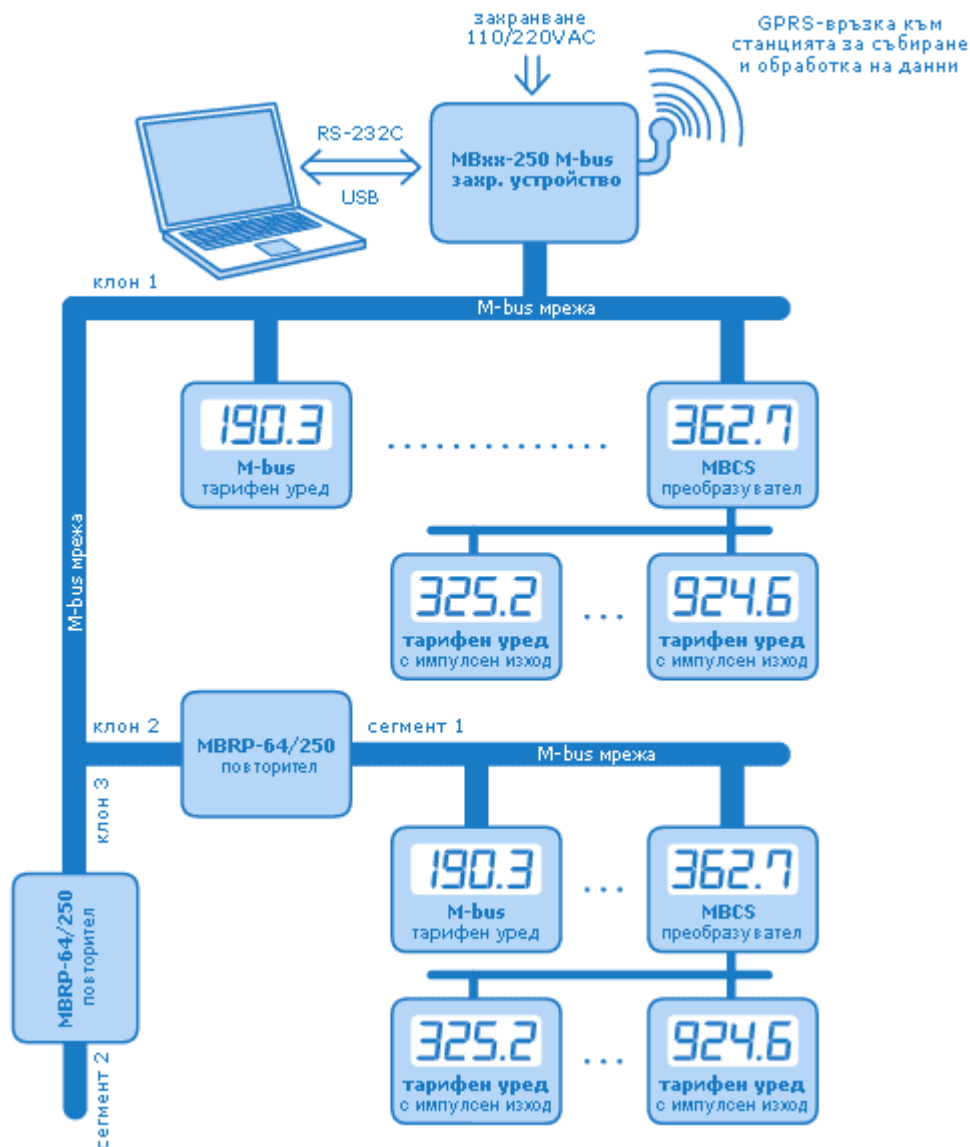 захранване
110/220VAC
GPRS-връзка към
станцията за събиране
и обработка на данни
RS-232C
USB
MBxx-250 M-bus
захр. устройство
клон 1
M-bus мрежа
190.3
M-bus
тарифен уред
................
362.7
MBCS
преобразувател
M-bus мрежа
325.2
тарифен уред
с импулсен изход
...
924.6
тарифен уред
с импулсен изход
клон 2
MBRP-64/250
повторител
сегмент 1
M-bus мрежа
клон 3
190.3
M-bus
тарифен уред
...
362.7
MBCS
преобразувател
MBRP-64/250
повторител
325.2
тарифен уред
с импулсен изход
...
924.6
тарифен уред
с импулсен изход
сегмент 2